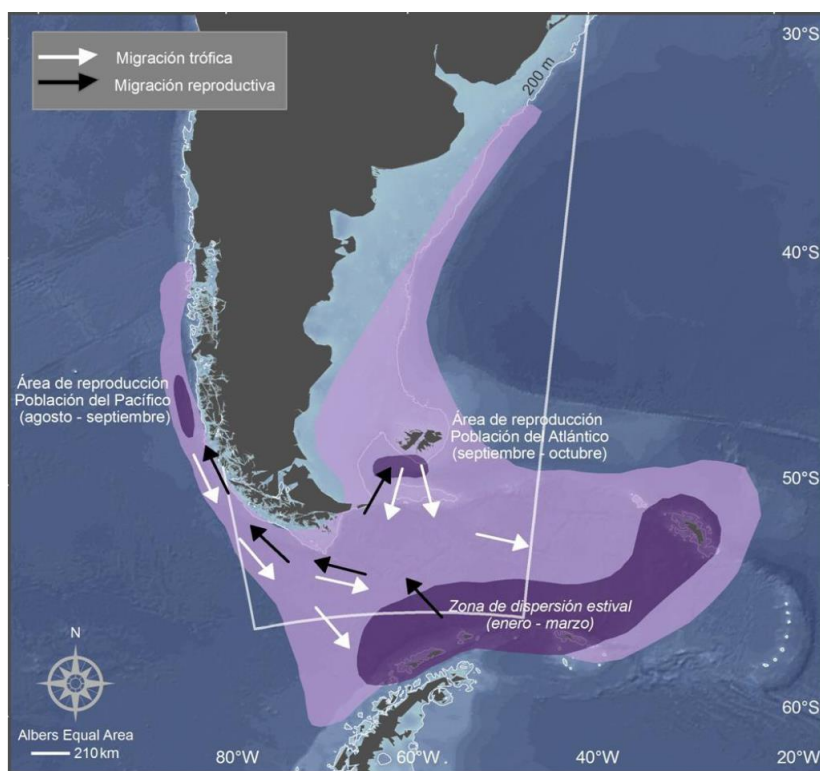 Migración trófica
Migración reproductiva
200 m
30°S
40°S
Área de reproducción
Población del Pacífico
(agosto - septiembre)
Área de reproducción
Población del Atlántico
(septiembre - octubre)
50°S
Zona de dispersión estival
(enero - marzo)
N
Albers Equal Area
210 km
60°S
80°W
60°W
40°W
20°W